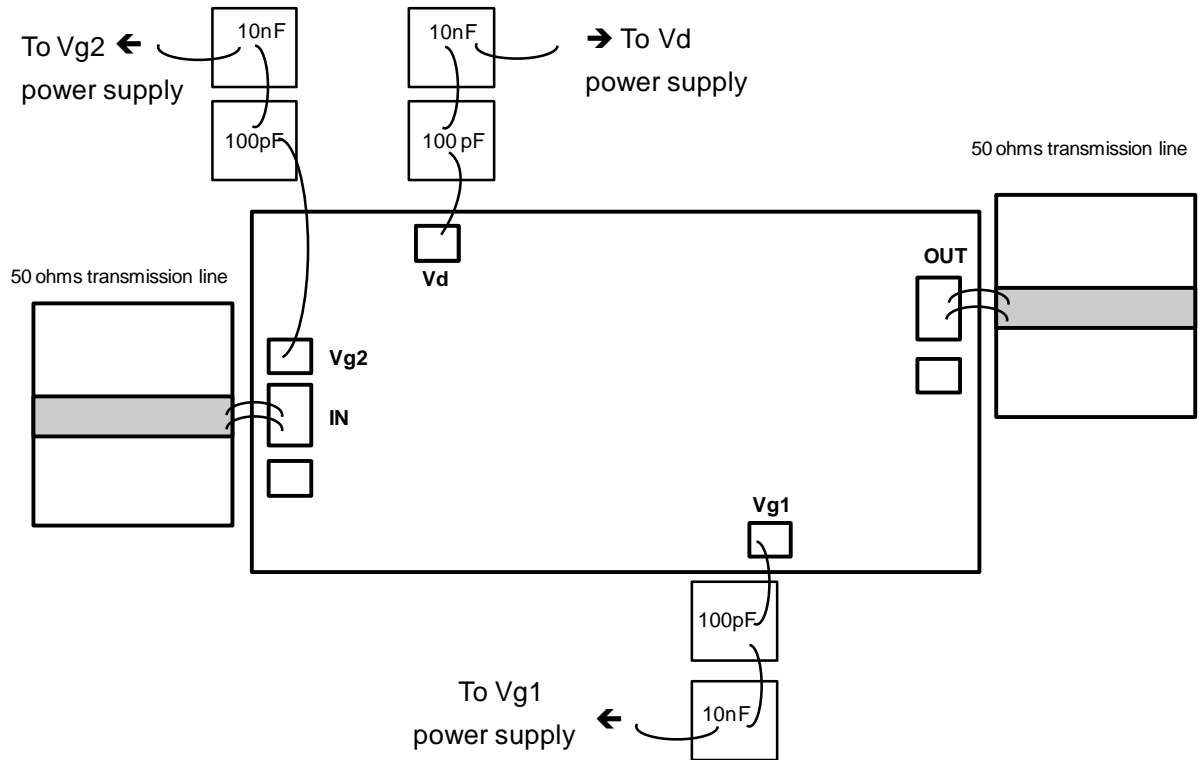 10nF
10nF
To Vg2 🡸
power supply
🡺 To Vd
power supply
100pF
100 pF
50 ohms transmission line
Vd
OUT
50 ohms transmission line
Vg2
IN
Vg1
100pF
To Vg1
power supply 🡸
10nF